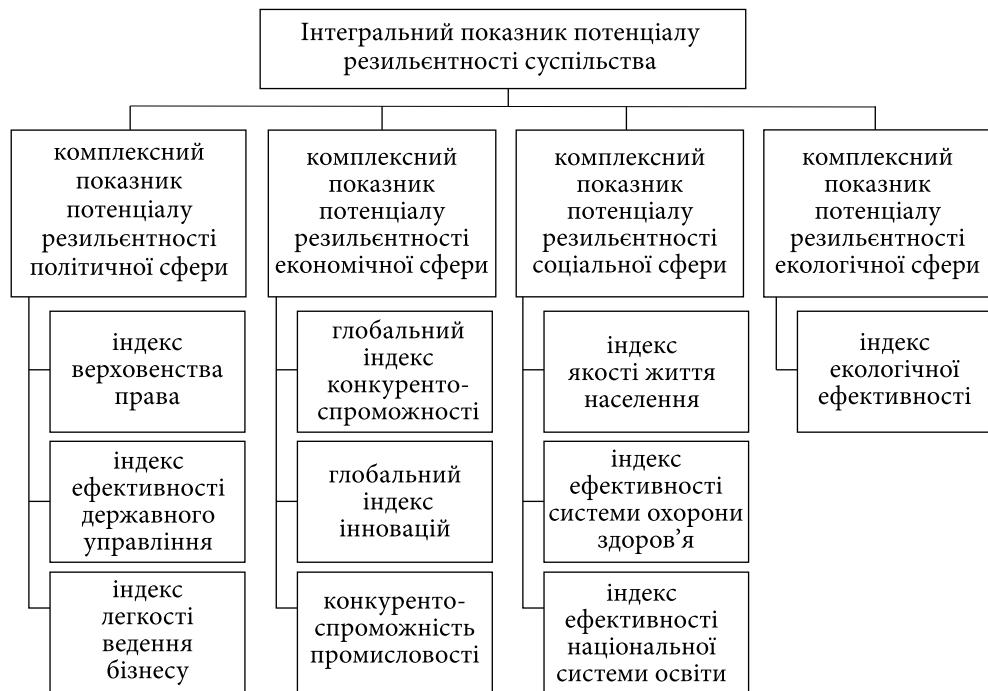 Інтегральний показник потенціалу
резильєнтності суспільства
комплексний
показник
потенціалу
резильєнтності
політичної сфери
індекс
верховенства
права
індекс
ефективності
державного
управління
індекс
легкості
ведення
бізнесу
комплексний
показник
потенціалу
резильєнтності
економічної сфери
глобальний
індекс
конкуренто-
спроможності
глобальний
індекс
інновацій
конкуренто-
спроможність
промисловості
комплексний
показник
потенціалу
резильєнтності
соціальної сфери
індекс
якості життя
населення
індекс
ефективності
системи охорони
здоров’я
індекс
ефективності
національної
системи освіти
комплексний
показник
потенціалу
резильєнтності
екологічної сфери
індекс
екологічної
ефективності